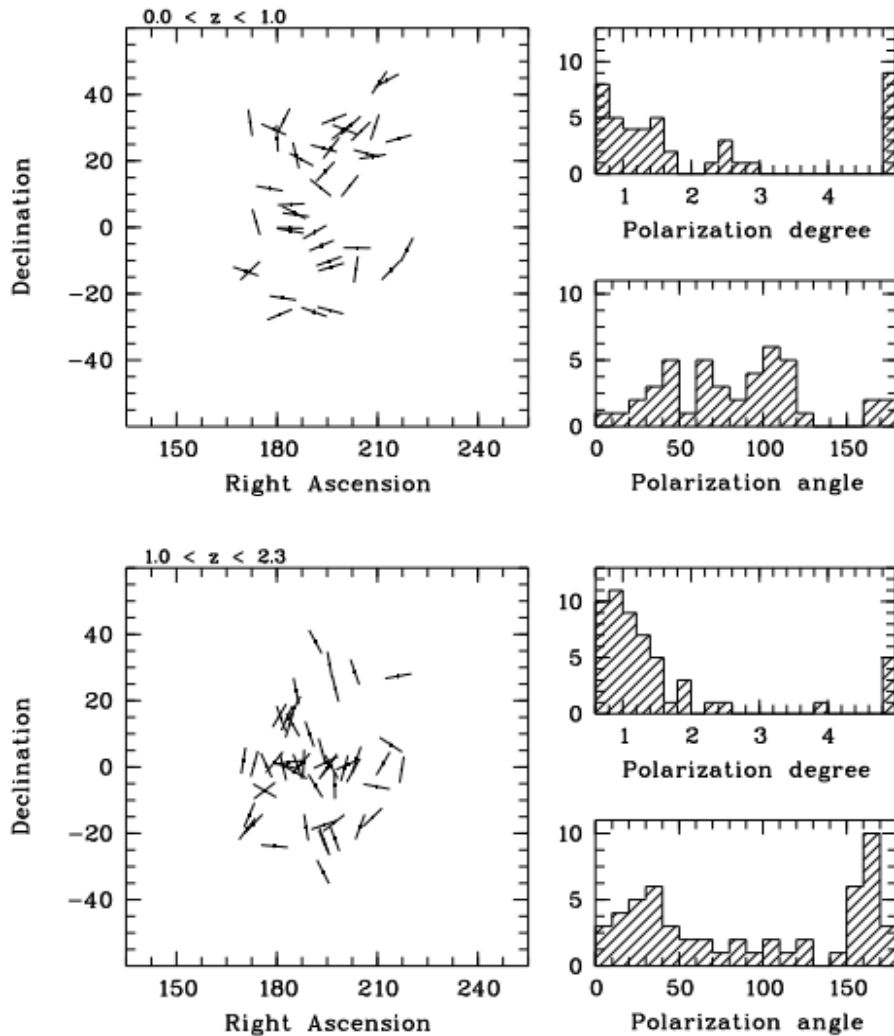 0.0 < z < 1.0
40
20
0
−20
−40
Declination
150 180 210 240
Right Ascension
10
5
0
1 2 3 4
Polarization degree
10
5
0
0 50 100 150
Polarization angle
1.0 < z < 2.3
40
20
0
−20
−40
Declination
150 180 210 240
Right Ascension
10
5
0
1 2 3 4
Polarization degree
10
5
0
0 50 100 150
Polarization angle